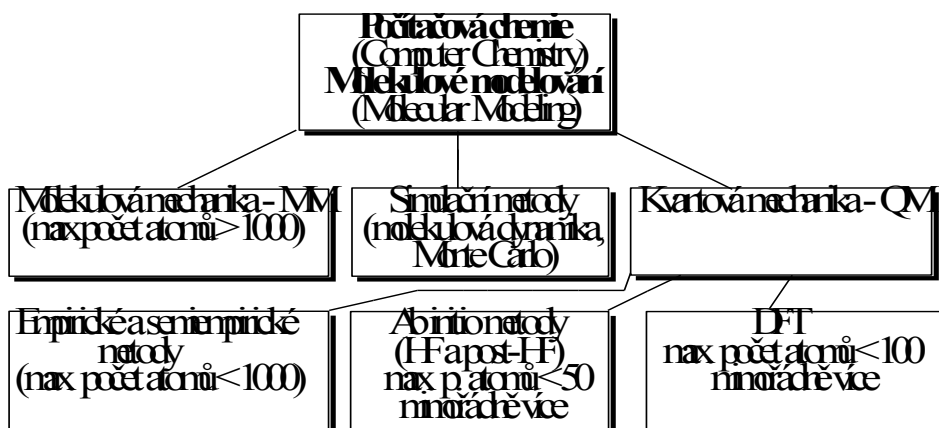 Počítačová chemie
(Computer Chemistry)
Molekulové modelování
(Molecular Modeling)
Molekulová mechanika - MM
(max počet atomů > 1000)
Simulační metody
(molekulová dynamika,
Monte Carlo)
Kvantová mechanika - QM
Empirické a semiempirické
metody
(max. počet atomů <1000)
Ab initio metody
(HF a post-HF)
max p. atomů <50
mimořádně více
DFT
max. počet atomů <100
mimořádně více